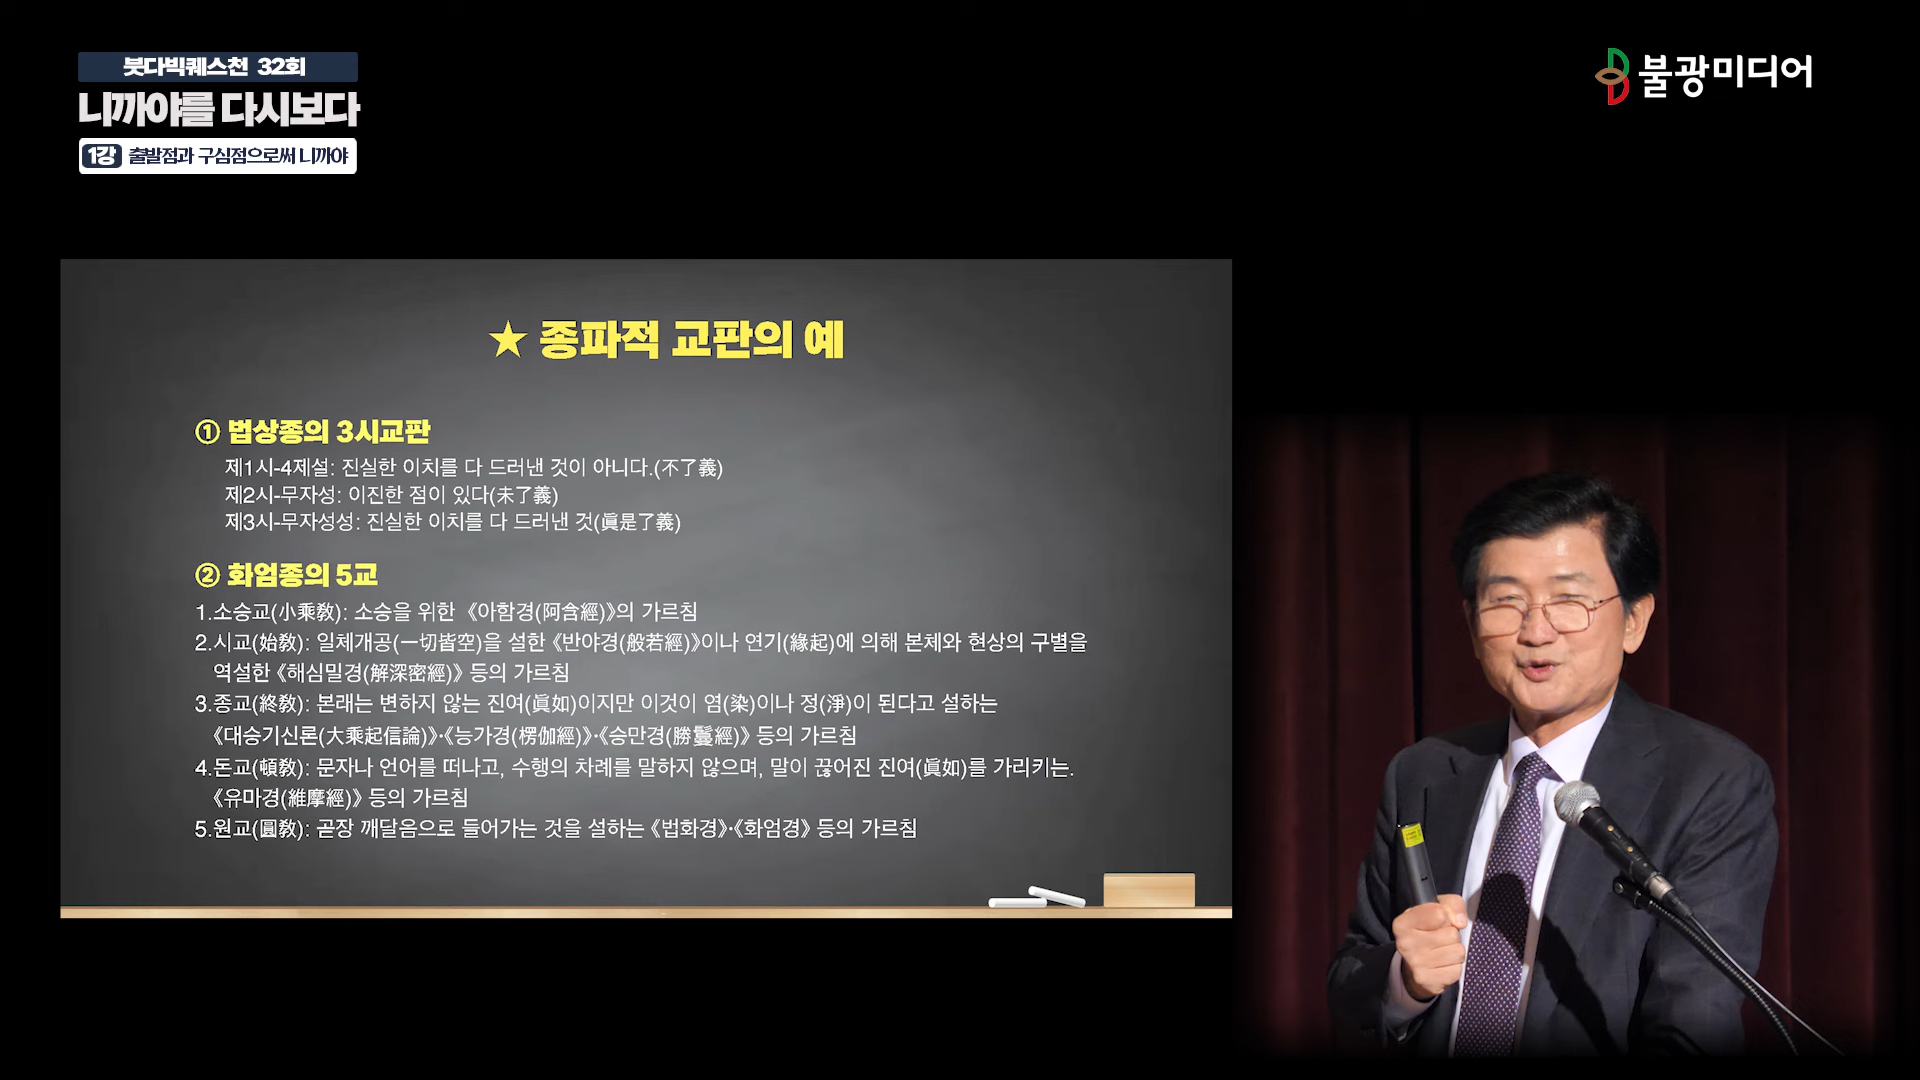 붓다빅퀘스천 32회
니까야를 다시보다
1강 출발점과 구심점으로써 니까야
불광미디어
★ 종파적 교판의 예
① 법상종의 3시교판
제1시-4제설: 진실한 이치를 다 드러낸 것이 아니다.(不了義)
제2시-무자성: 이진한 점이 있다(未了義)
제3시-무자성성: 진실한 이치를 다 드러낸 것(眞是了義)
② 화엄종의 5교
1.소승교(小乘敎): 소승을 위한 《아함경(阿含經)》의 가르침
2.시교(始敎): 일체개공(一切皆空)을 설한 《반야경(般若經)》이나 연기(緣起)에 의해 본체와 현상의 구별을
역설한 《해심밀경(解深密經)》 등의 가르침
3.종교(終敎): 본래는 변하지 않는 진여(眞如)이지만 이것이 염(染)이나 정(淨)이 된다고 설하는
《대승기신론(大乘起信論)》·《능가경(楞伽經)》·《승만경(勝鬘經)》 등의 가르침
4.돈교(頓敎): 문자나 언어를 떠나고, 수행의 차례를 말하지 않으며, 말이 끊어진 진여(眞如)를 가리키는.
《유마경(維摩經)》 등의 가르침
5.원교(圓敎): 곧장 깨달음으로 들어가는 것을 설하는 《법화경》·《화엄경》 등의 가르침